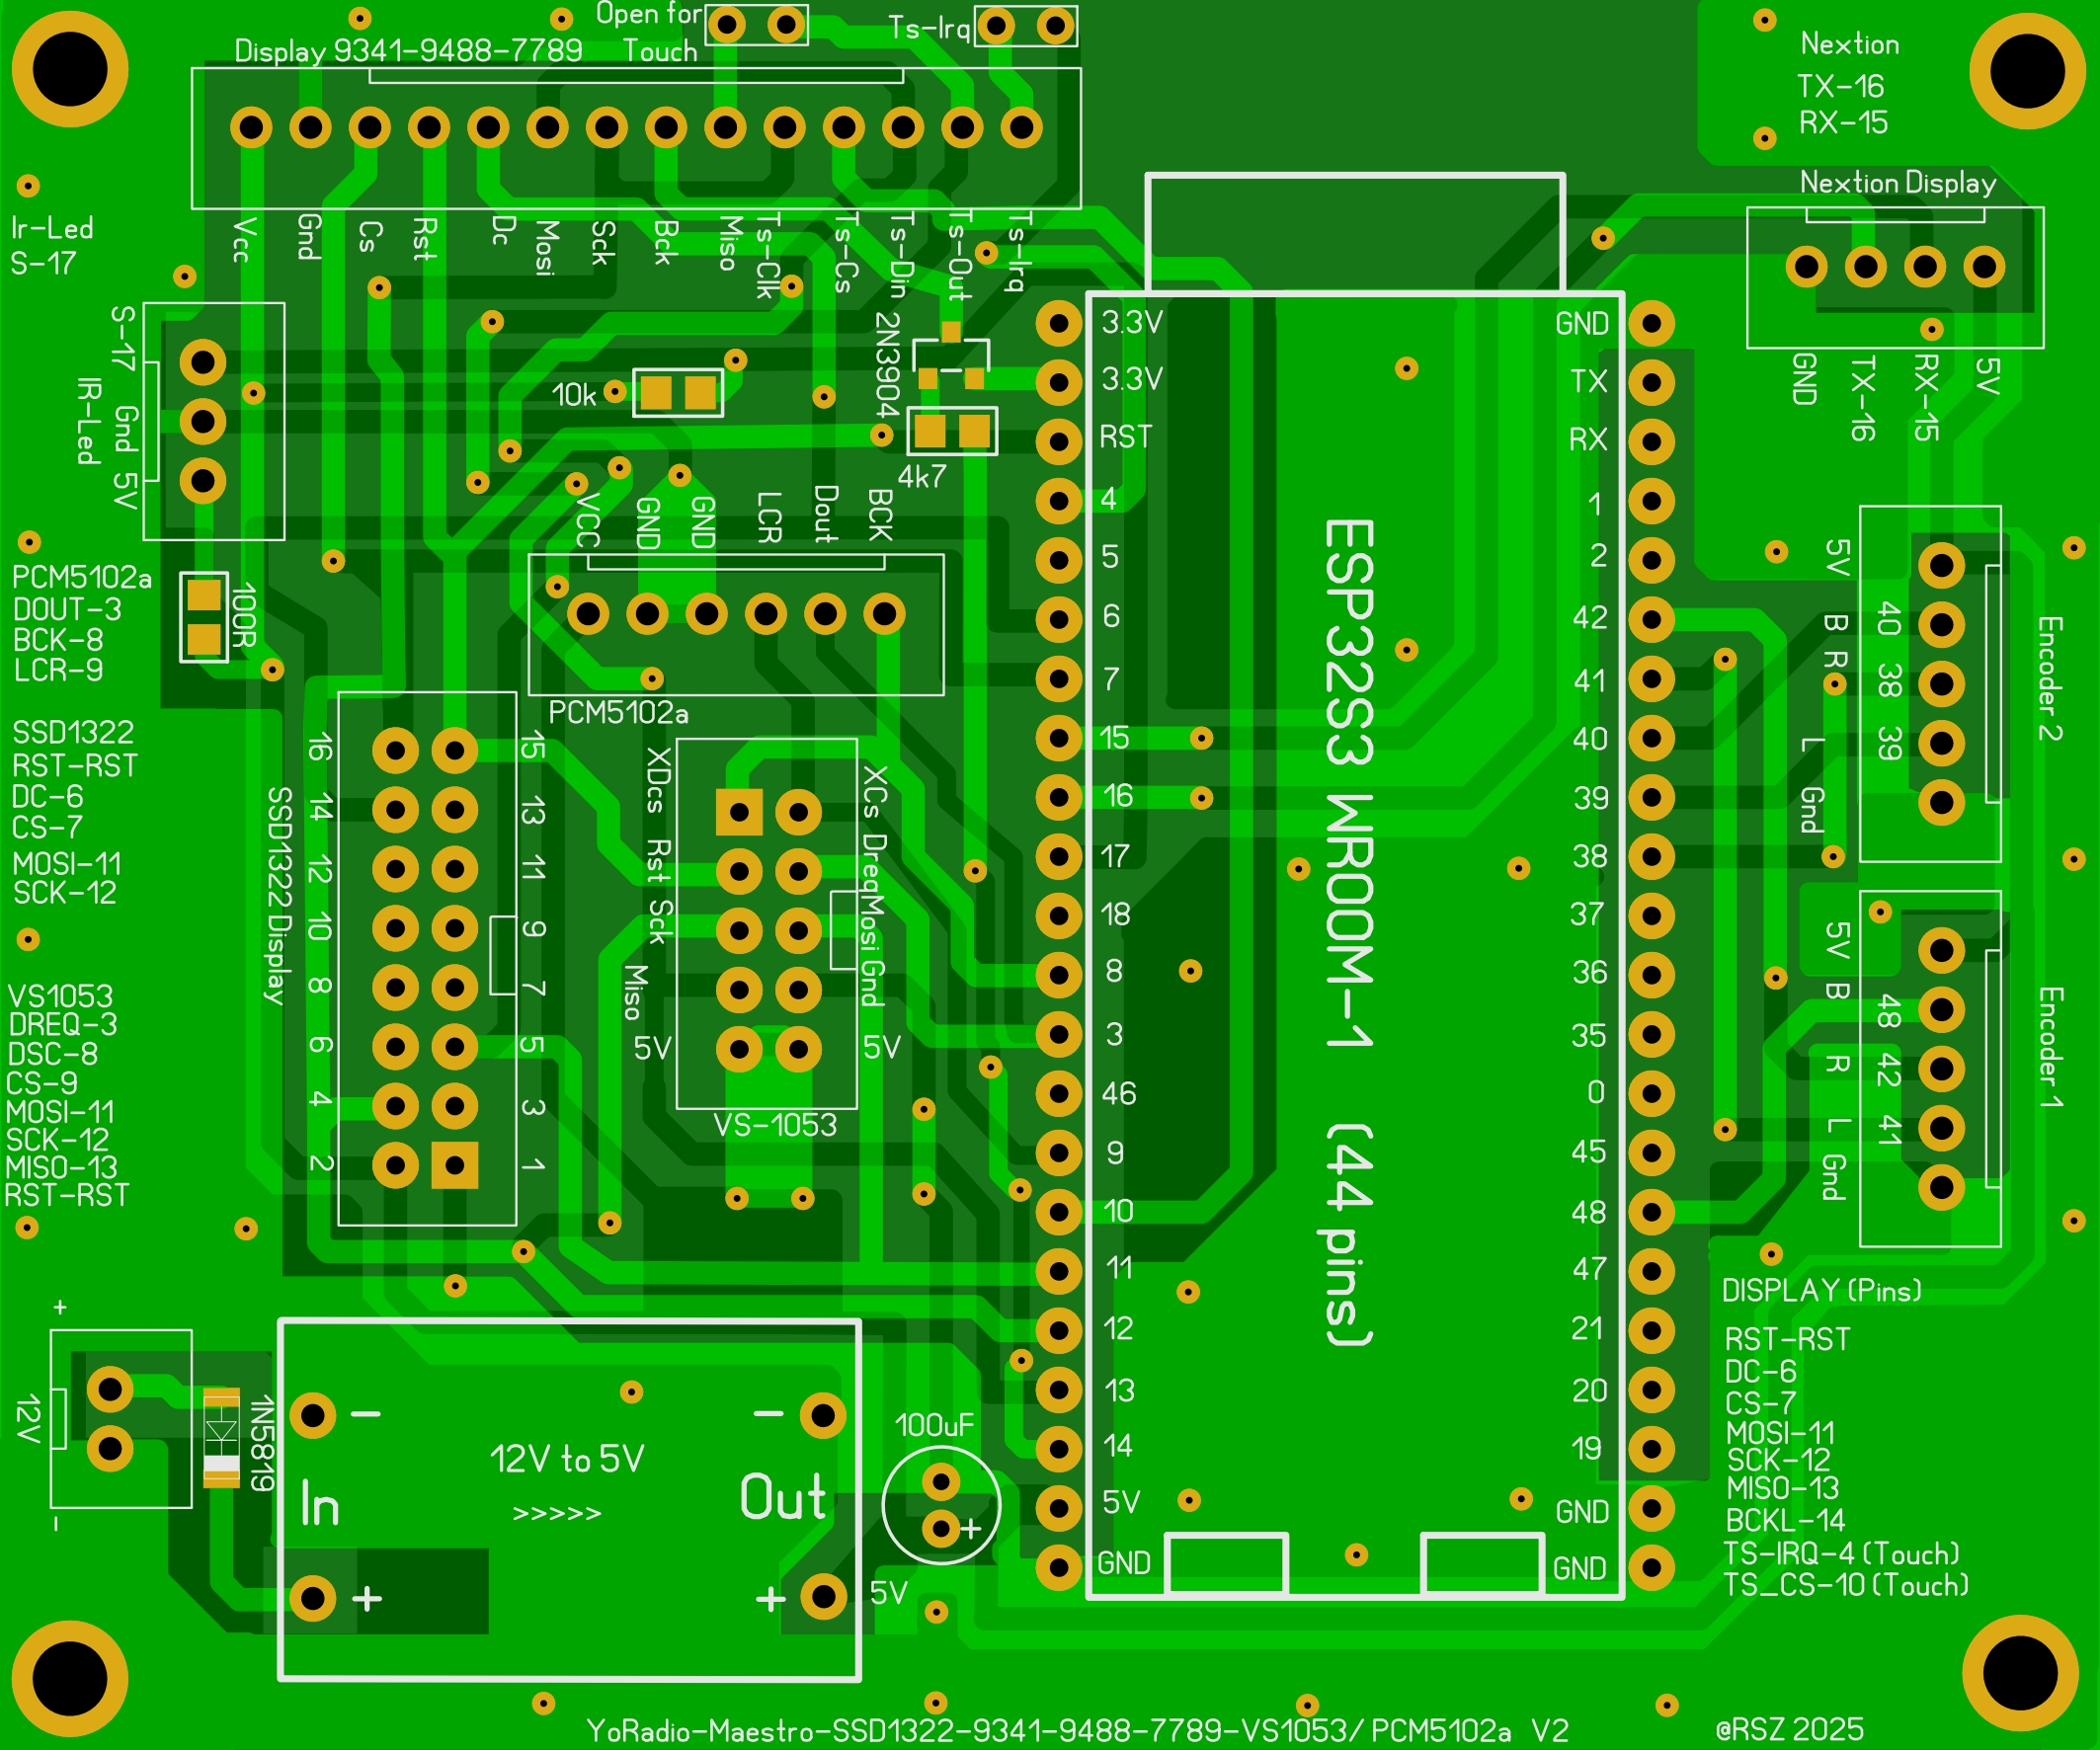 Open for
Touch
Display 9341-9488-7789
Ts-Irq
Nextion
TX-16
RX-15
Nextion Display
GND
TX-16
RX-15
5V
Ir-Led
S-17
Vcc
Gnd
Cs
Rst
Dc
Mosi
Sck
Bck
Miso
Ts-Clk
Ts-Cs
Ts-Din
Ts-Out
Ts-Irq
S-17
Gnd
5V
IR-Led
10k
2N3904
4k7
100R
VCC
GND
GND
LCR
Dout
BCK
PCM5102a
PCM5102a
DOUT-3
BCK-8
LCR-9
SSD1322
RST-RST
DC-6
CS-7
MOSI-11
SCK-12
VS1053
DREQ-3
DSC-8
CS-9
MOSI-11
SCK-12
MISO-13
RST-RST
SSD1322 Display
16
14
12
10
8
6
4
2
15
13
11
9
7
5
3
1
XDcs
Rst
Sck
Miso
5V
XCs
Dreq
Mosi
Gnd
5V
VS-1053
3.3V
3.3V
RST
4
5
6
7
15
16
17
18
8
3
46
9
10
11
12
13
14
5V
GND
ESP32S3 WROOM-1 (44 pins)
GND
TX
RX
1
2
42
41
40
39
38
37
36
35
0
45
48
47
21
20
19
GND
GND
5V
B
R
L
Gnd
40
38
39
Encoder 2
5V
B
R
L
Gnd
48
42
41
Encoder 1
DISPLAY (Pins)
RST-RST
DC-6
CS-7
MOSI-11
SCK-12
MISO-13
BCKL-14
TS-IRQ-4 (Touch)
TS_CS-10 (Touch)
+
12V
-
1N5819
-
-
12V to 5V
In
>>>>>
Out
+
+
100uF
+
5V
YoRadio-Maestro-SSD1322-9341-9488-7789-VS1053/ PCM5102a V2
@RSZ 2025